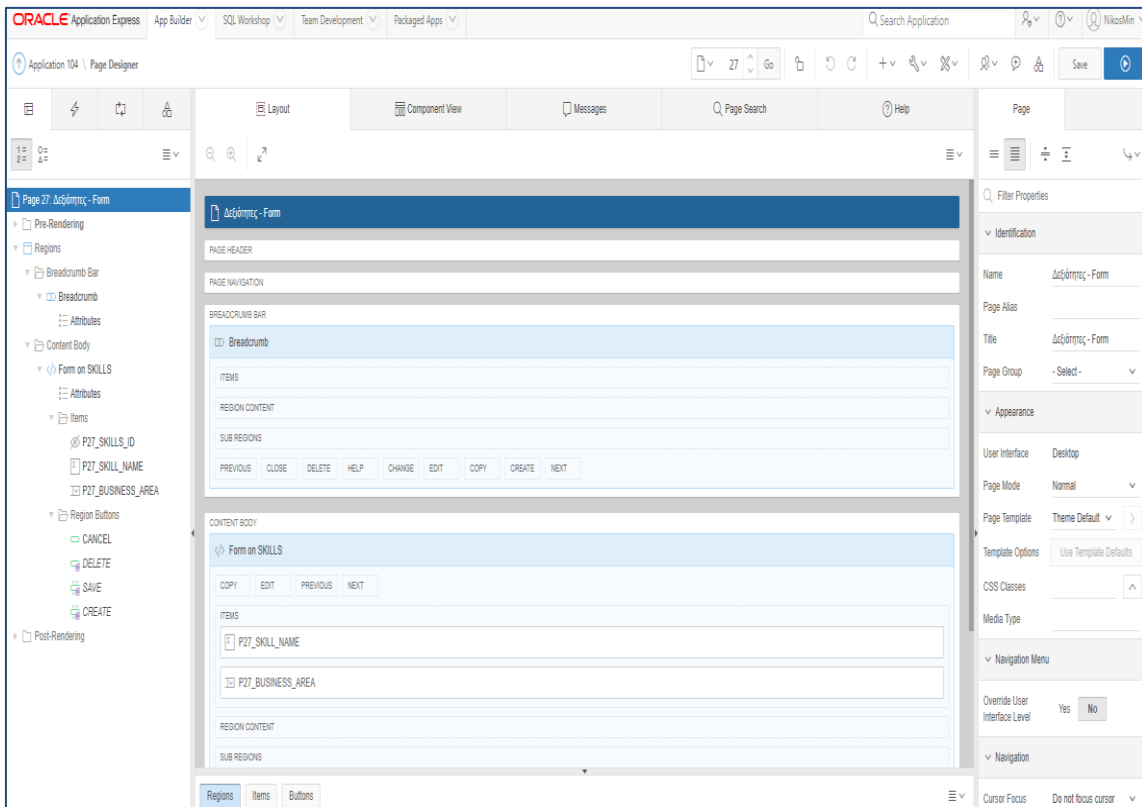 ORACLE Application Express App Builder SQL Workshop Team Development Packaged Apps Search Application NikosMin
Application 104 \ Page Designer 27 Go Save
Layout Component View Messages Page Search Help Page
Page 27: Δεξιότητες - Form
Pre-Rendering
Regions
Breadcrumb Bar
Breadcrumb
Attributes
Content Body
Form on SKILLS
Attributes
Items
P27_SKILLS_ID
P27_SKILL_NAME
P27_BUSINESS_AREA
Region Buttons
CANCEL
DELETE
SAVE
CREATE
Post-Rendering
Δεξιότητες - Form
PAGE HEADER
PAGE NAVIGATION
BREADCRUMB BAR
Breadcrumb
ITEMS
REGION CONTENT
SUB REGIONS
PREVIOUS CLOSE DELETE HELP CHANGE EDIT COPY CREATE NEXT
CONTENT BODY
Form on SKILLS
COPY EDIT PREVIOUS NEXT
ITEMS
P27_SKILL_NAME
P27_BUSINESS_AREA
REGION CONTENT
SUB REGIONS
Regions Items Buttons
Filter Properties
Identification
Name Δεξιότητες - Form
Page Alias
Title Δεξιότητες - Form
Page Group - Select -
Appearance
User Interface Desktop
Page Mode Normal
Page Template Theme Default
Template Options Use Template Defaults
CSS Classes
Media Type
Navigation Menu
Override User
Interface Level Yes No
Navigation
Cursor Focus Do not focus cursor